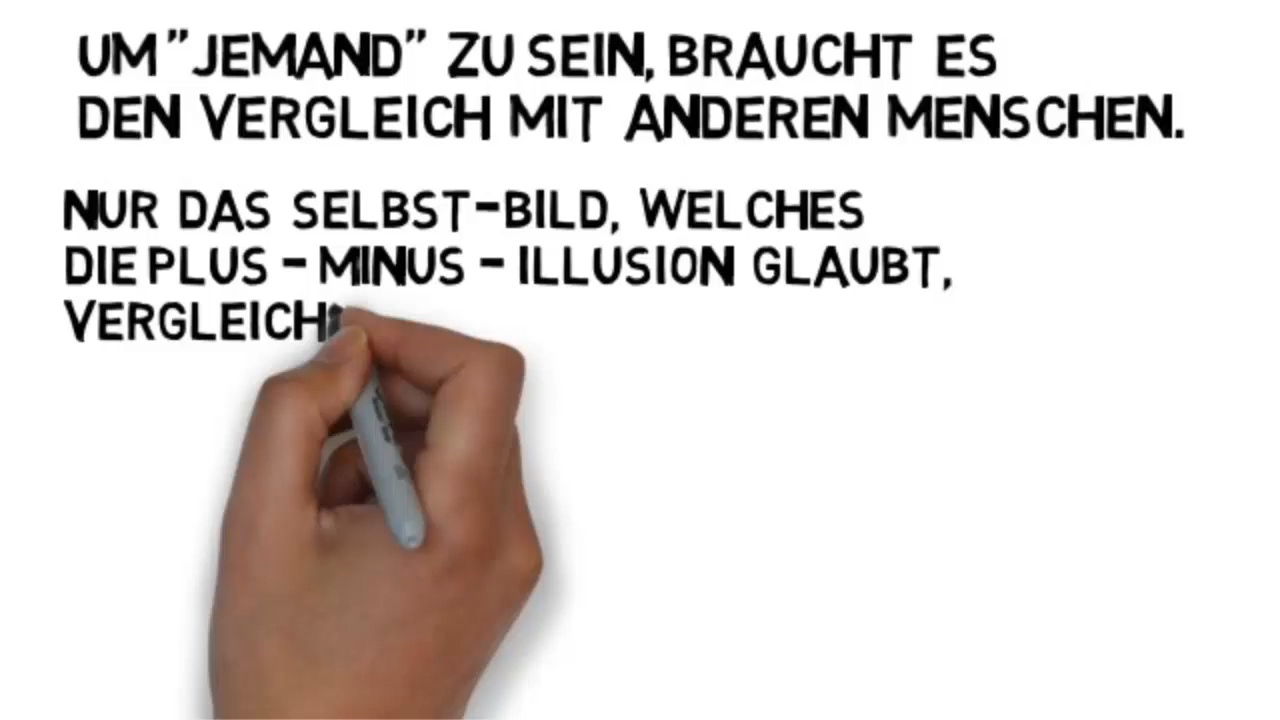 UM "JEMAND" ZU SEIN, BRAUCHT ES
DEN VERGLEICH MIT ANDEREN MENSCHEN.
NUR DAS SELBST-BILD, WELCHES
DIE PLUS - MINUS - ILLUSION GLAUBT,